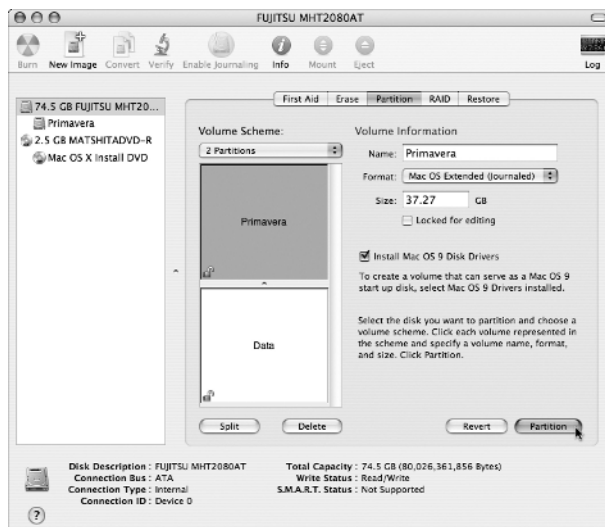 FUJITSU MHT2080AT
Burn New Image Convert Verify Enable Journaling Info Mount Eject Log
74.5 GB FUJITSU MHT20...
Primavera
2.5 GB MATSHITADVD-R
Mac OS X Install DVD
First Aid Erase Partition RAID Restore
Volume Scheme:
2 Partitions
Primavera
Data
Split Delete
Volume Information
Name: Primavera
Format: Mac OS Extended (Journaled)
Size: 37.27 GB
Locked for editing
Install Mac OS 9 Disk Drivers
To create a volume that can serve as a Mac OS 9
start up disk, select Mac OS 9 Drivers installed.
Select the disk you want to partition and choose a
volume scheme. Click each volume represented in
the scheme and specify a volume name, format,
and size. Click Partition.
Revert Partition
Disk Description : FUJITSU MHT2080AT
Connection Bus : ATA
Connection Type : Internal
Connection ID : Device 0
Total Capacity : 74.5 GB (80,026,361,856 Bytes)
Write Status : Read/Write
S.M.A.R.T. Status : Not Supported
?